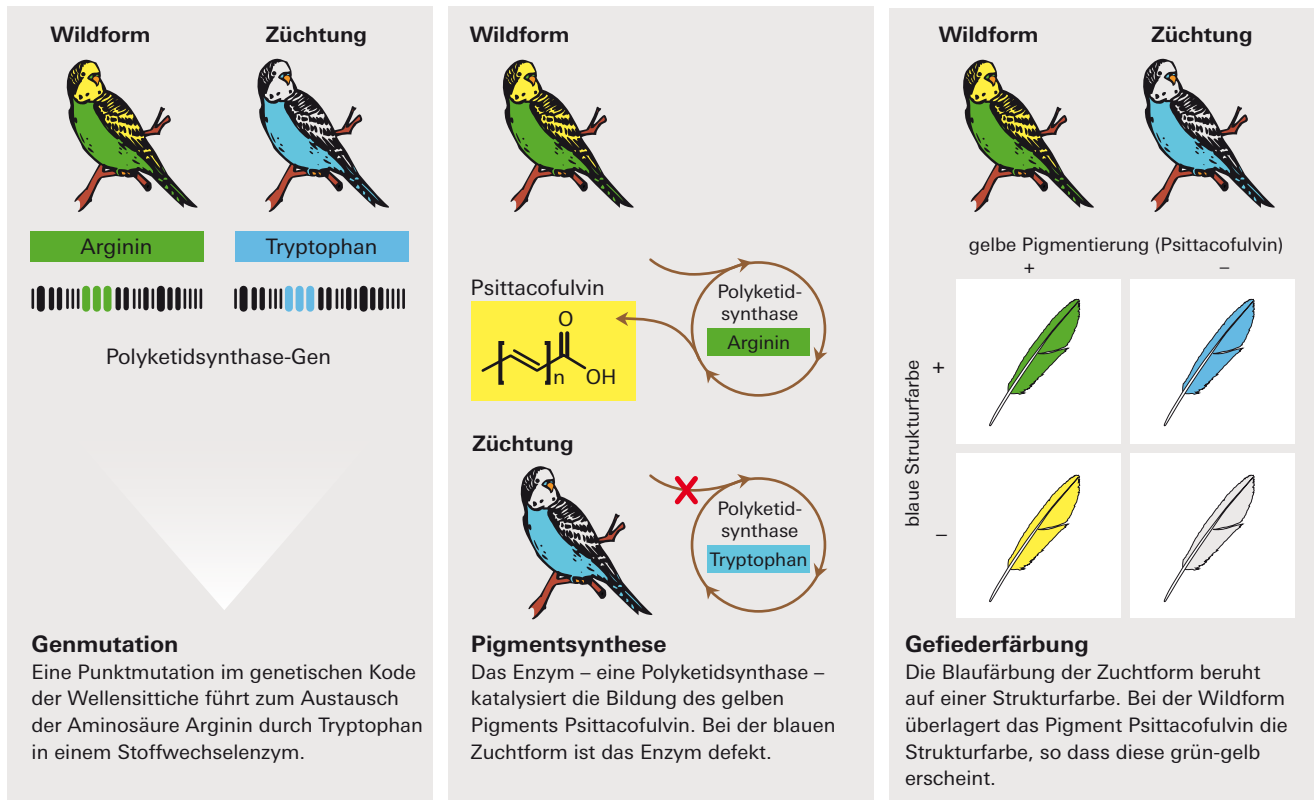 Wildform
Züchtung
Arginin
Tryptophan
Polyketidsynthase-Gen
Genmutation
Eine Punktmutation im genetischen Kode
der Wellensittiche führt zum Austausch
der Aminosäure Arginin durch Tryptophan
in einem Stoffwechselenzym.
Wildform
Psittacofulvin
O
n
OH
Polyketid-
synthase
Arginin
Züchtung
Polyketid-
synthase
Tryptophan
Pigmentsynthese
Das Enzym – eine Polyketidsynthase –
katalysiert die Bildung des gelben
Pigments Psittacofulvin. Bei der blauen
Zuchtform ist das Enzym defekt.
Wildform
Züchtung
gelbe Pigmentierung (Psittacofulvin)
+
–
blaue Strukturfarbe
+
–
Gefiederfärbung
Die Blaufärbung der Zuchtform beruht
auf einer Strukturfarbe. Bei der Wildform
überlagert das Pigment Psittacofulvin die
Strukturfarbe, so dass diese grün-gelb
erscheint.